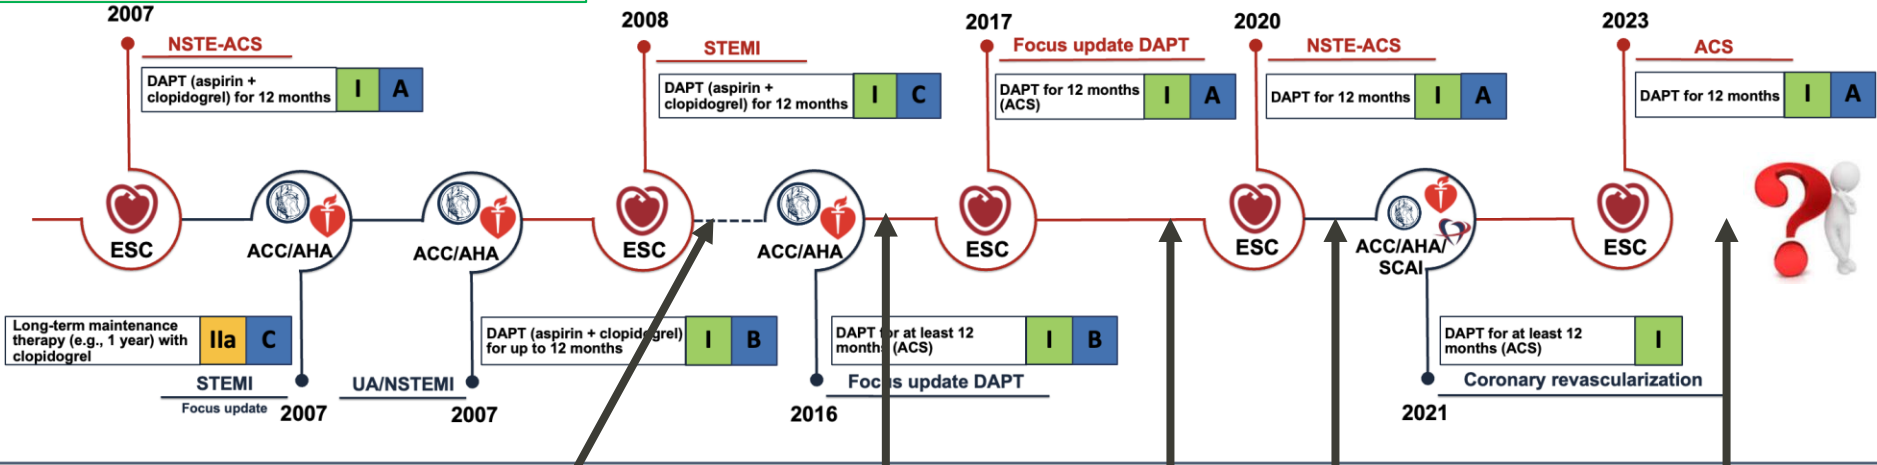 2007
NSTE-ACS
DAPT (aspirin +
clopidogrel) for 12 months
I
A
2008
STEMI
DAPT (aspirin +
clopidogrel) for 12 months
I
C
2017
Focus update DAPT
DAPT for 12 months
(ACS)
I
A
2020
NSTE-ACS
DAPT for 12 months
I
A
2023
ACS
DAPT for 12 months
I
A
ESC
ACC/AHA
ACC/AHA
ESC
ACC/AHA
ESC
ESC
ACC/AHA/
SCAI
ESC
?
Long-term maintenance
therapy (e.g., 1 year) with
clopidogrel
IIa
C
STEMI
Focus update
2007
DAPT (aspirin + clopidogrel)
for up to 12 months
I
B
UA/NSTEMI
2007
DAPT for at least 12
months (ACS)
I
B
Focus update DAPT
2016
DAPT for at least 12
months (ACS)
I
Coronary revascularization
2021